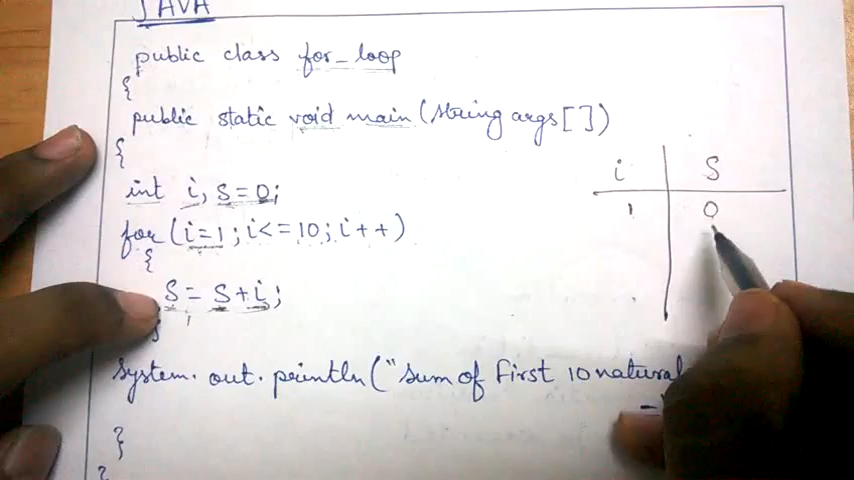 JAVA
public class for_loop
{
public static void main (String args [ ])
{
int i, S = 0;
for (i=1 ; i<= 10; i + +)
{
S = S + i ;
}
System. out. println ("Sum of First 10 natural
}
{
i S
1 0